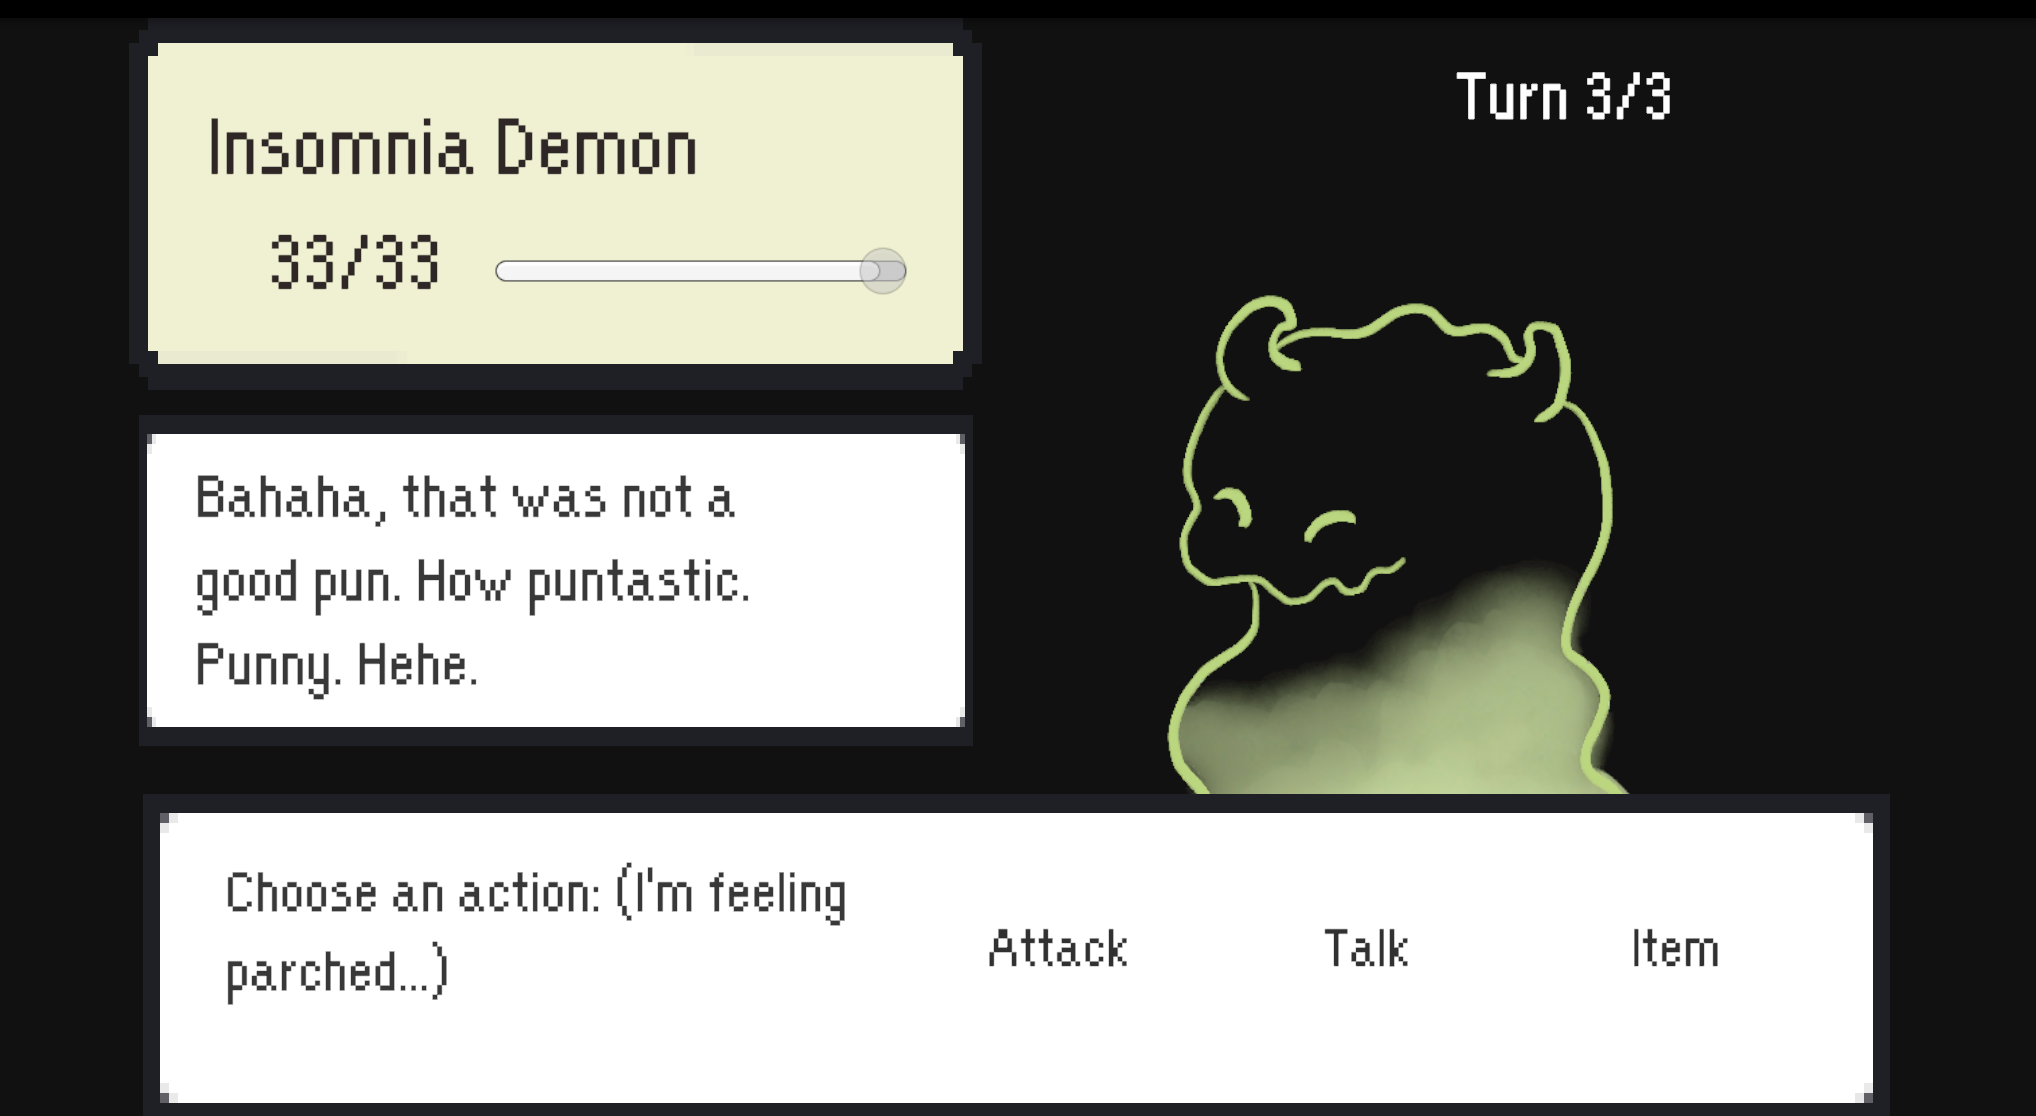 Insomnia Demon
33/33
Turn 3/3
Bahaha, that was not a
good pun. How puntastic.
Punny. Hehe.
Choose an action: (I'm feeling
parched...)
Attack
Talk
Item